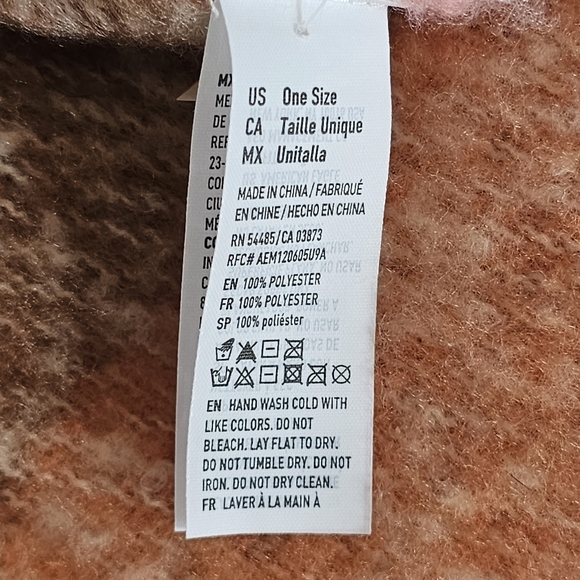 US One Size
CA Taille Unique
MX Unitalla
MADE IN CHINA/FABRIQUÉ
EN CHINE/HECHO EN CHINA
RN 54485/CA 03873
RFC# AEM120605U9A
EN 100% POLYESTER
FR 100% POLYESTER
SP 100% poliéster
EN HAND WASH COLD WITH
LIKE COLORS. DO NOT
BLEACH. LAY FLAT TO DRY.
DO NOT TUMBLE DRY. DO NOT
IRON. DO NOT DRY CLEAN.
FR LAVER À LA MAIN À
MX
DE
23-